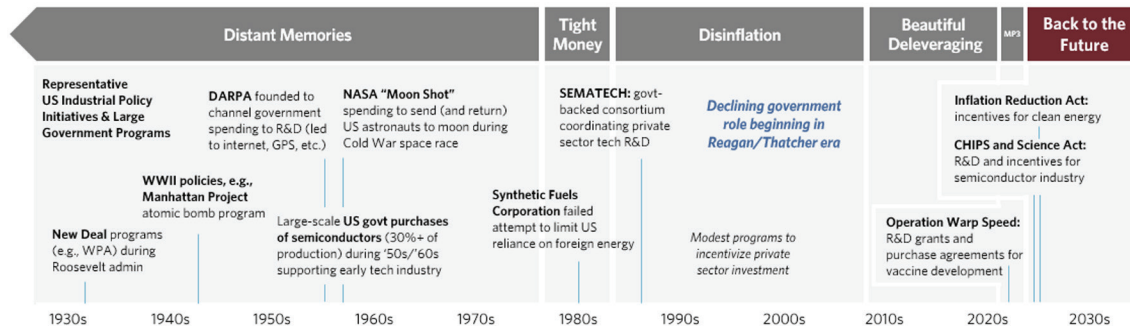 Distant Memories
Tight
Money
Disinflation
Beautiful
Deleveraging
MP3
Back to the
Future
Representative
US Industrial Policy
Initiatives & Large
Government Programs
DARPA founded to
channel government
spending to R&D (led
to internet, GPS, etc.)
NASA “Moon Shot”
spending to send (and return)
US astronauts to moon during
Cold War space race
SEMATECH: govt-
backed consortium
coordinating private
sector tech R&D
Declining government
role beginning in
Reagan/Thatcher era
Inflation Reduction Act:
incentives for clean energy
CHIPS and Science Act:
R&D and incentives for
semiconductor industry
WWII policies, e.g.,
Manhattan Project
atomic bomb program
New Deal programs
(e.g., WPA) during
Roosevelt admin
Large-scale US govt purchases
of semiconductors (30%+ of
production) during ’50s/’60s
supporting early tech industry
Synthetic Fuels
Corporation failed
attempt to limit US
reliance on foreign energy
Modest programs to
incentivize private
sector investment
Operation Warp Speed:
R&D grants and
purchase agreements for
vaccine development
1930s
1940s
1950s
1960s
1970s
1980s
1990s
2000s
2010s
2020s
2030s